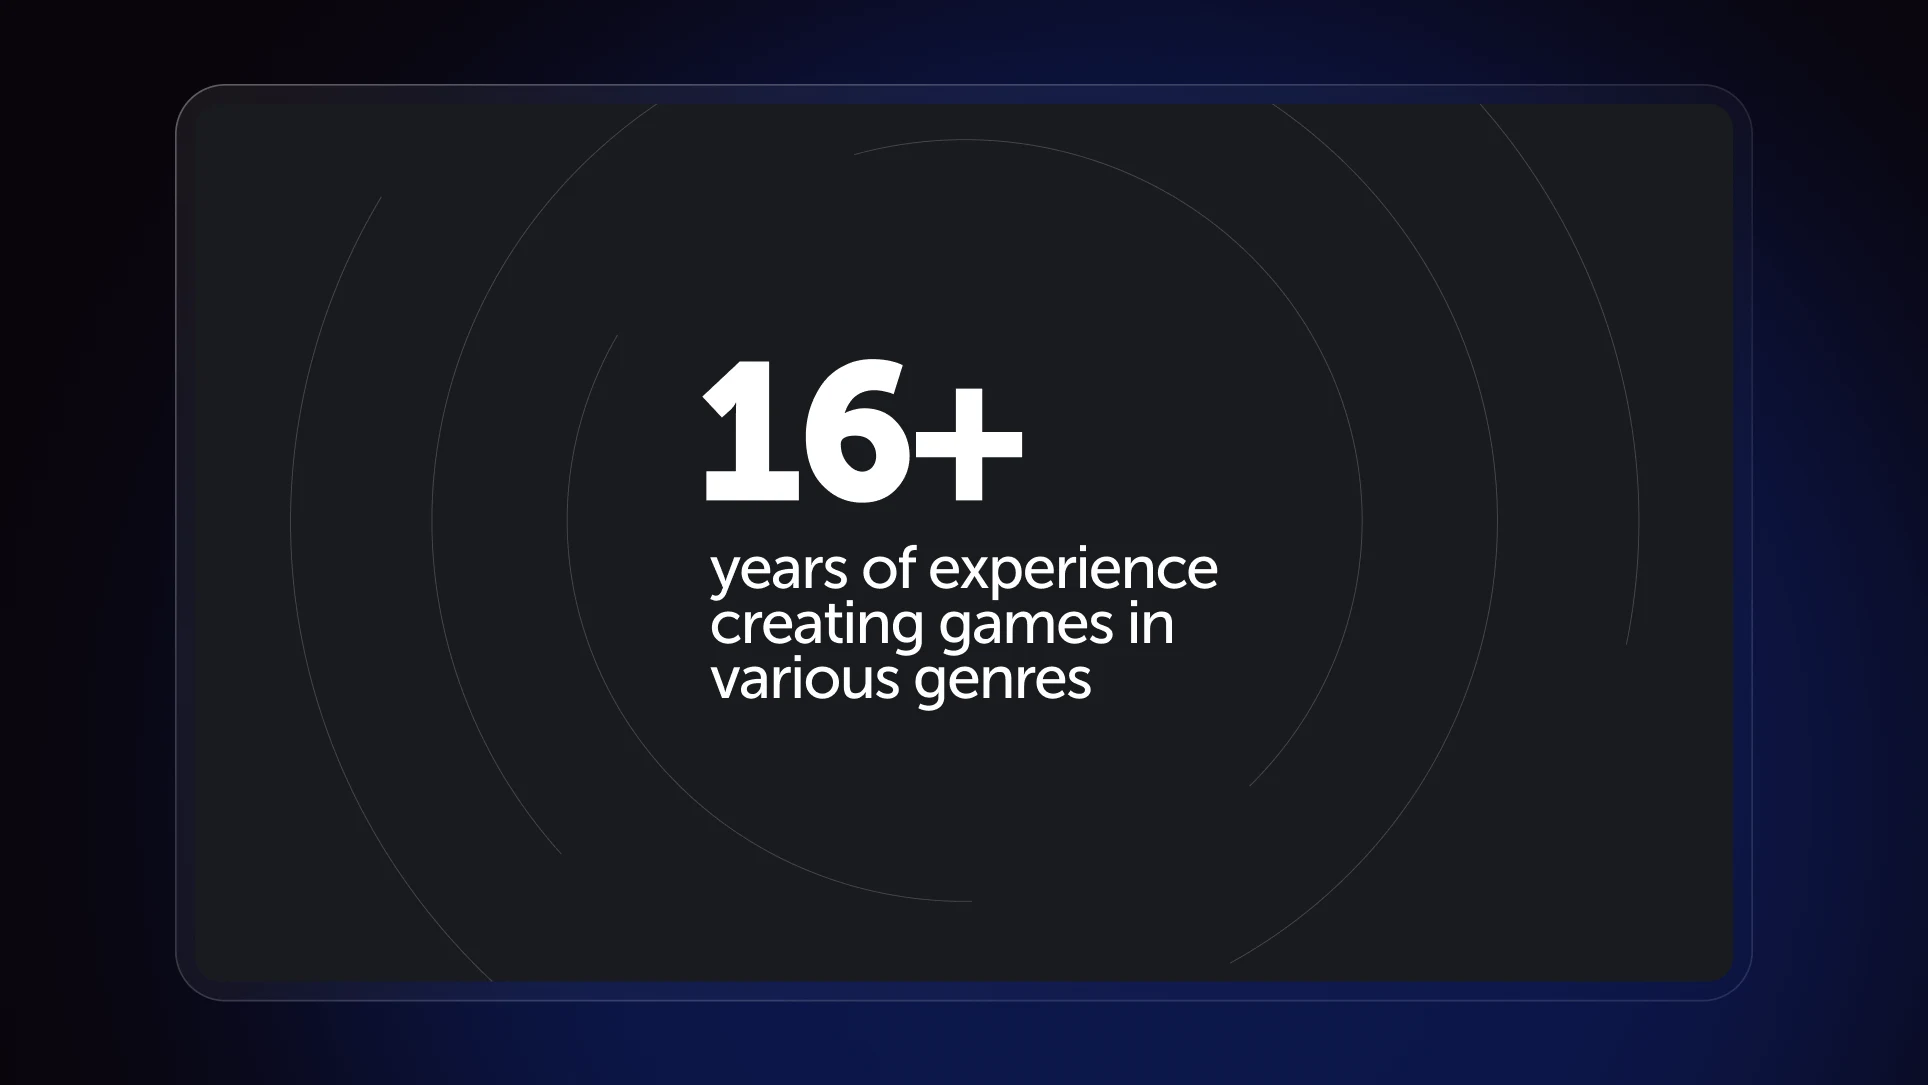 16+
years of experience
creating games in
various genres